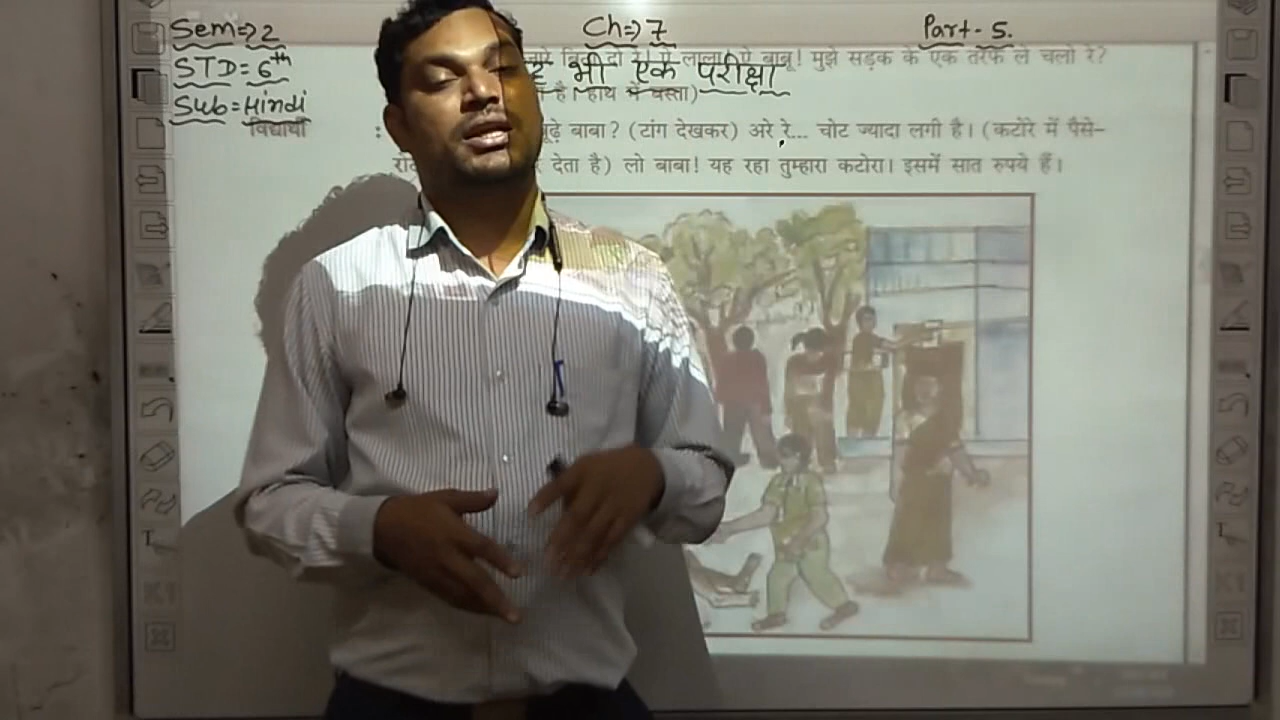 Sem⇒2
Ch⇒7
Part-5.
STD=6th
Sub=Hindi
भी एक परीक्षा
लाला! ऐ बाबू! मुझे सड़क के एक तरफ ले चलो रे?
है। हाथ में बस्ता)
विद्यार्थी : बूढ़े बाबा? (टांग देखकर) अरे रे... चोट ज्यादा लगी है। (कटोरे में पैसे-
देता है) लो बाबा! यह रहा तुम्हारा कटोरा। इसमें सात रुपये हैं।